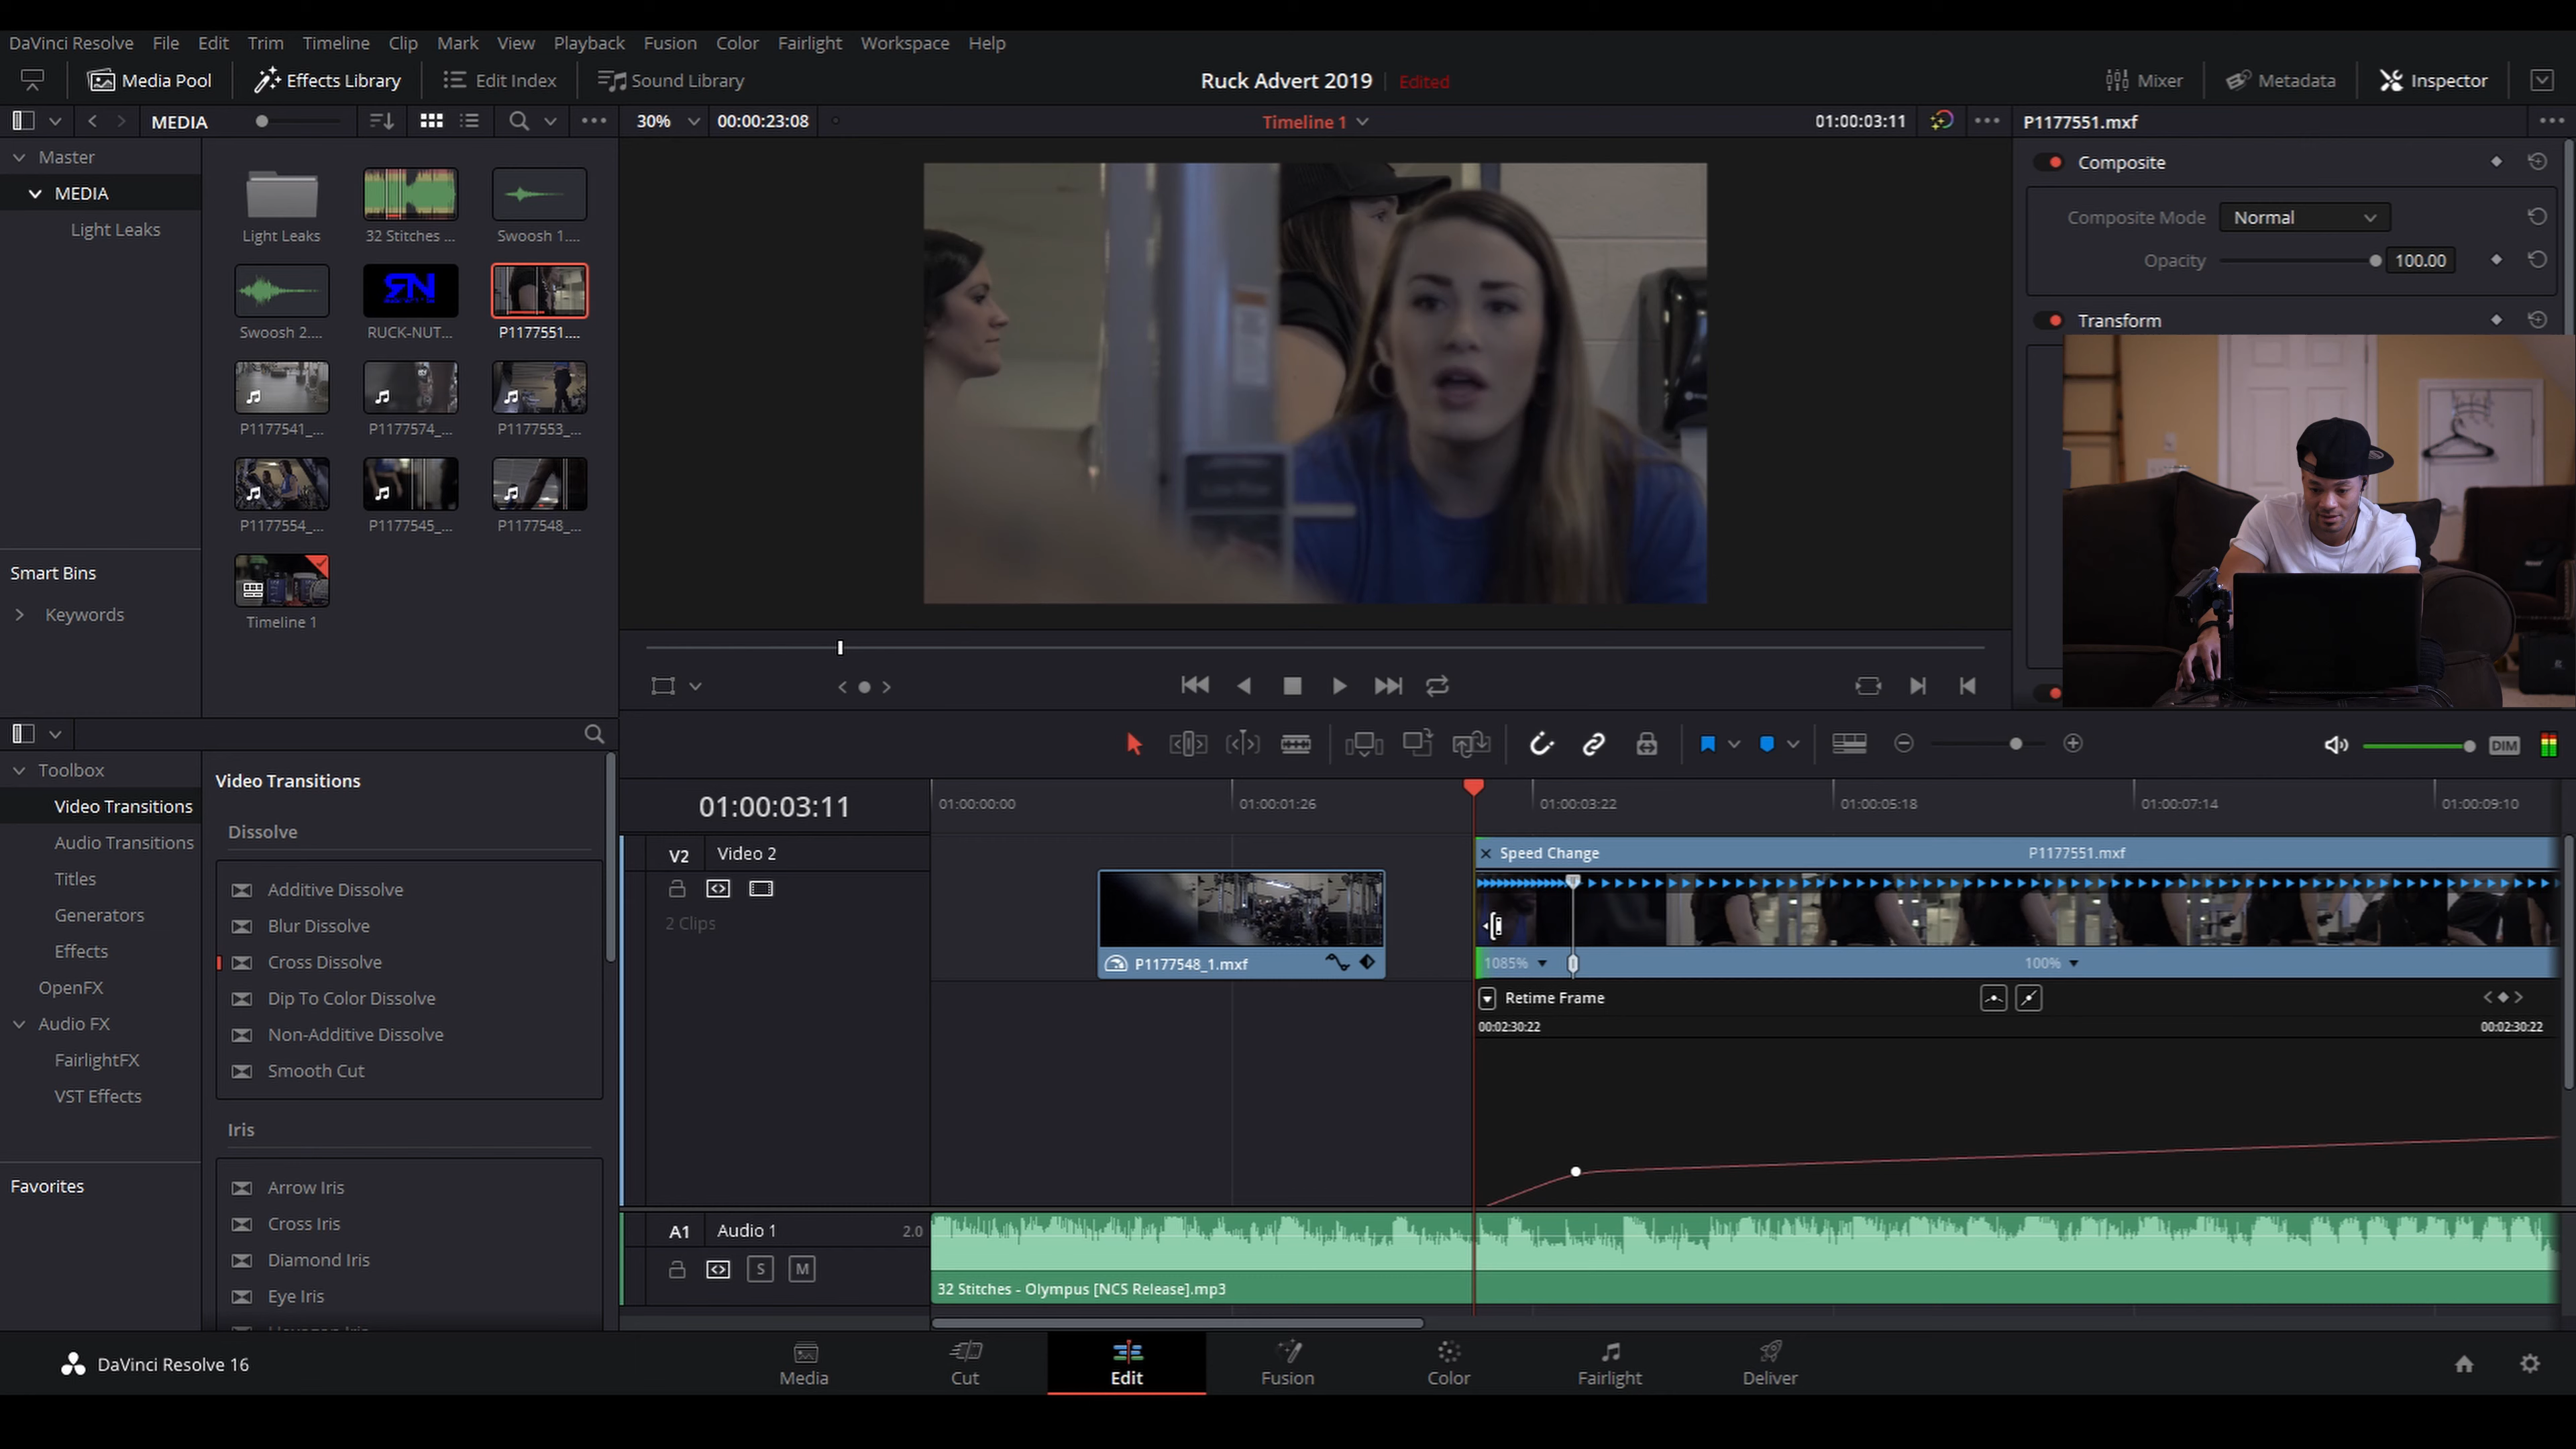 DaVinci Resolve File Edit Trim Timeline Clip Mark View Playback Fusion Color Fairlight Workspace Help
Media Pool Effects Library Edit Index Sound Library Ruck Advert 2019 Edited Mixer Metadata Inspector
MEDIA 30% 00:00:23:08 Timeline 1 01:00:03:11 P1177551.mxf
Master
MEDIA
Light Leaks
Light Leaks 32 Stitches ... Swoosh 1....
Swoosh 2.... RUCK-NUT... P1177551....
P1177541_... P1177574_... P1177553_...
P1177554_... P1177545_... P1177548_...
Timeline 1
Smart Bins
Keywords
Composite
Composite Mode Normal
Opacity 100.00
Transform
DIM
Toolbox
Video Transitions
Audio Transitions
Titles
Generators
Effects
OpenFX
Audio FX
FairlightFX
VST Effects
Favorites
Video Transitions
Dissolve
Additive Dissolve
Blur Dissolve
Cross Dissolve
Dip To Color Dissolve
Non-Additive Dissolve
Smooth Cut
Iris
Arrow Iris
Cross Iris
Diamond Iris
Eye Iris
01:00:03:11 01:00:00:00 01:00:01:26 01:00:03:22 01:00:05:18 01:00:07:14 01:00:09:10
V2 Video 2
2 Clips
Speed Change P1177551.mxf
P1177548_1.mxf
1085% 100%
Retime Frame
00:02:30:22 00:02:30:22
A1 Audio 1 2.0
S M
32 Stitches - Olympus [NCS Release].mp3
DaVinci Resolve 16 Media Cut Edit Fusion Color Fairlight Deliver